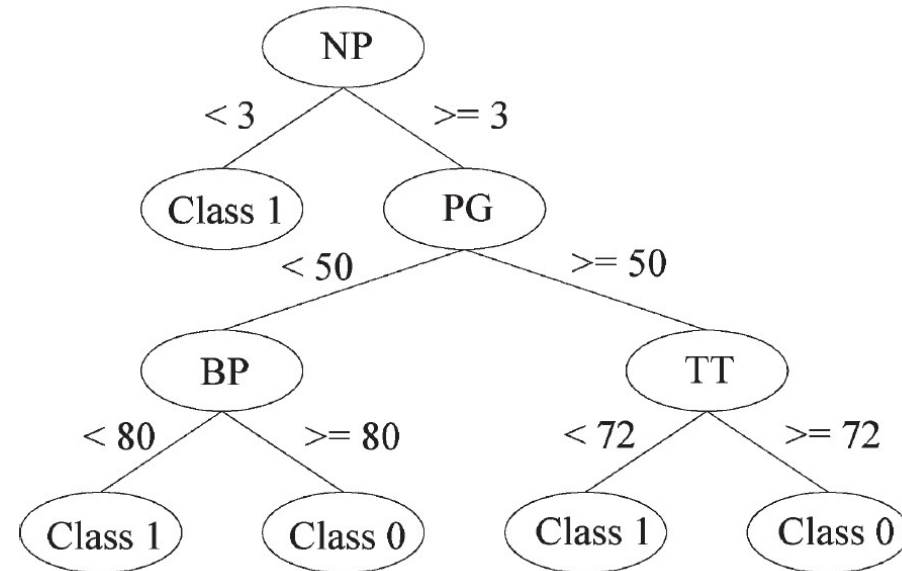 NP
< 3 >= 3
Class 1 PG
< 50 >= 50
BP TT
< 80 >= 80 < 72 >= 72
Class 1 Class 0 Class 1 Class 0